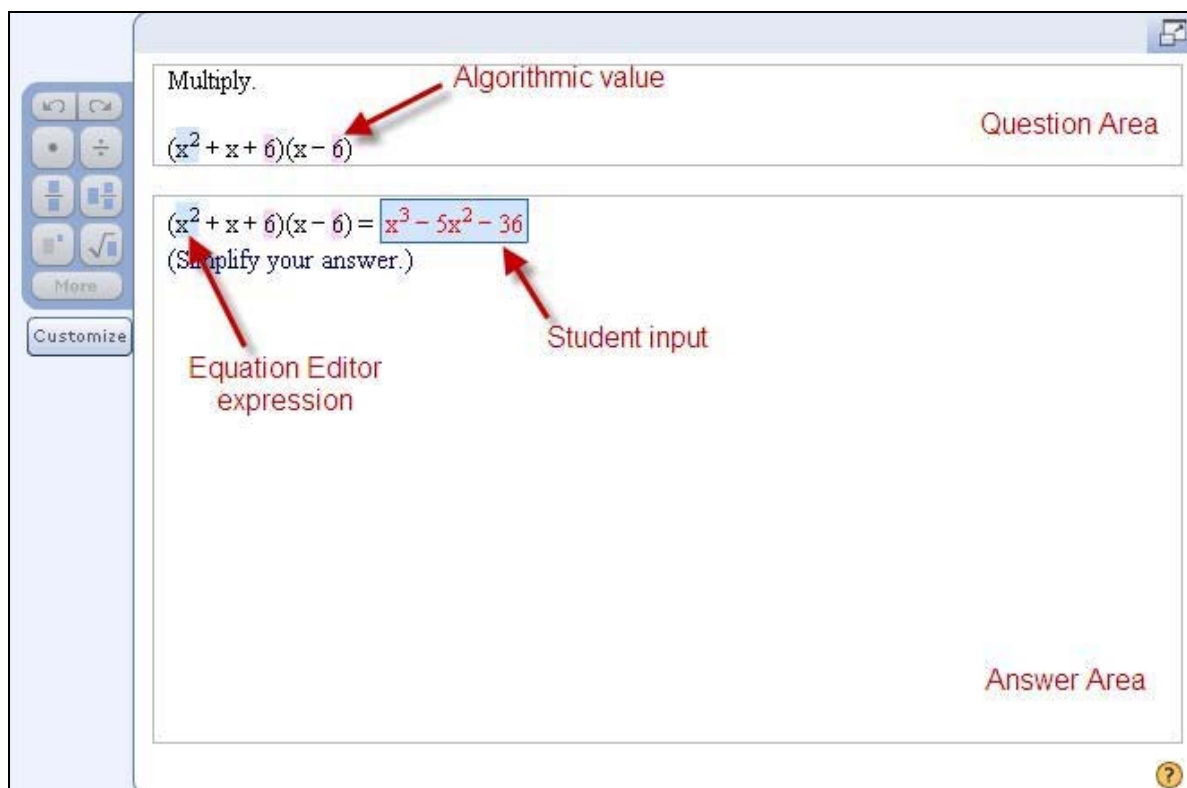 Multiply.
Algorithmic value
Question Area
(x² + x + 6)(x − 6)
(x² + x + 6)(x − 6) = x³ − 5x² − 36
(Simplify your answer.)
More
Customize
Student input
Equation Editor
expression
Answer Area
?